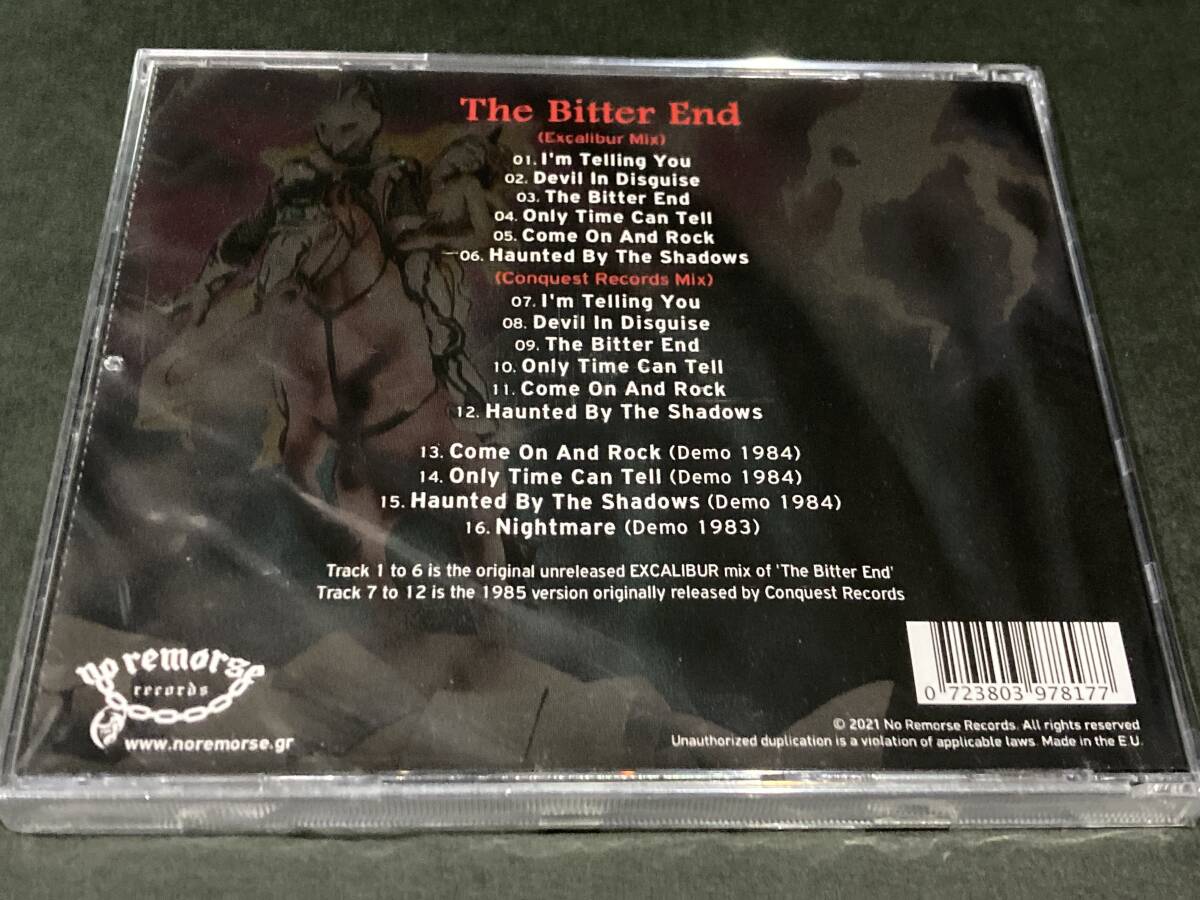 The Bitter End
(Excalibur Mix)
01. I'm Telling You
02. Devil In Disguise
03. The Bitter End
04. Only Time Can Tell
05. Come On And Rock
06. Haunted By The Shadows
(Conquest Records Mix)
07. I'm Telling You
08. Devil In Disguise
09. The Bitter End
10. Only Time Can Tell
11. Come On And Rock
12. Haunted By The Shadows
13. Come On And Rock (Demo 1984)
14. Only Time Can Tell (Demo 1984)
15. Haunted By The Shadows (Demo 1984)
16. Nightmare (Demo 1983)
Track 1 to 6 is the original unreleased EXCALIBUR mix of 'The Bitter End'
Track 7 to 12 is the 1985 version originally released by Conquest Records
no remorse
records
www.noremorse.gr
0 723803 978177
© 2021 No Remorse Records. All rights reserved
Unauthorized duplication is a violation of applicable laws. Made in the E.U.